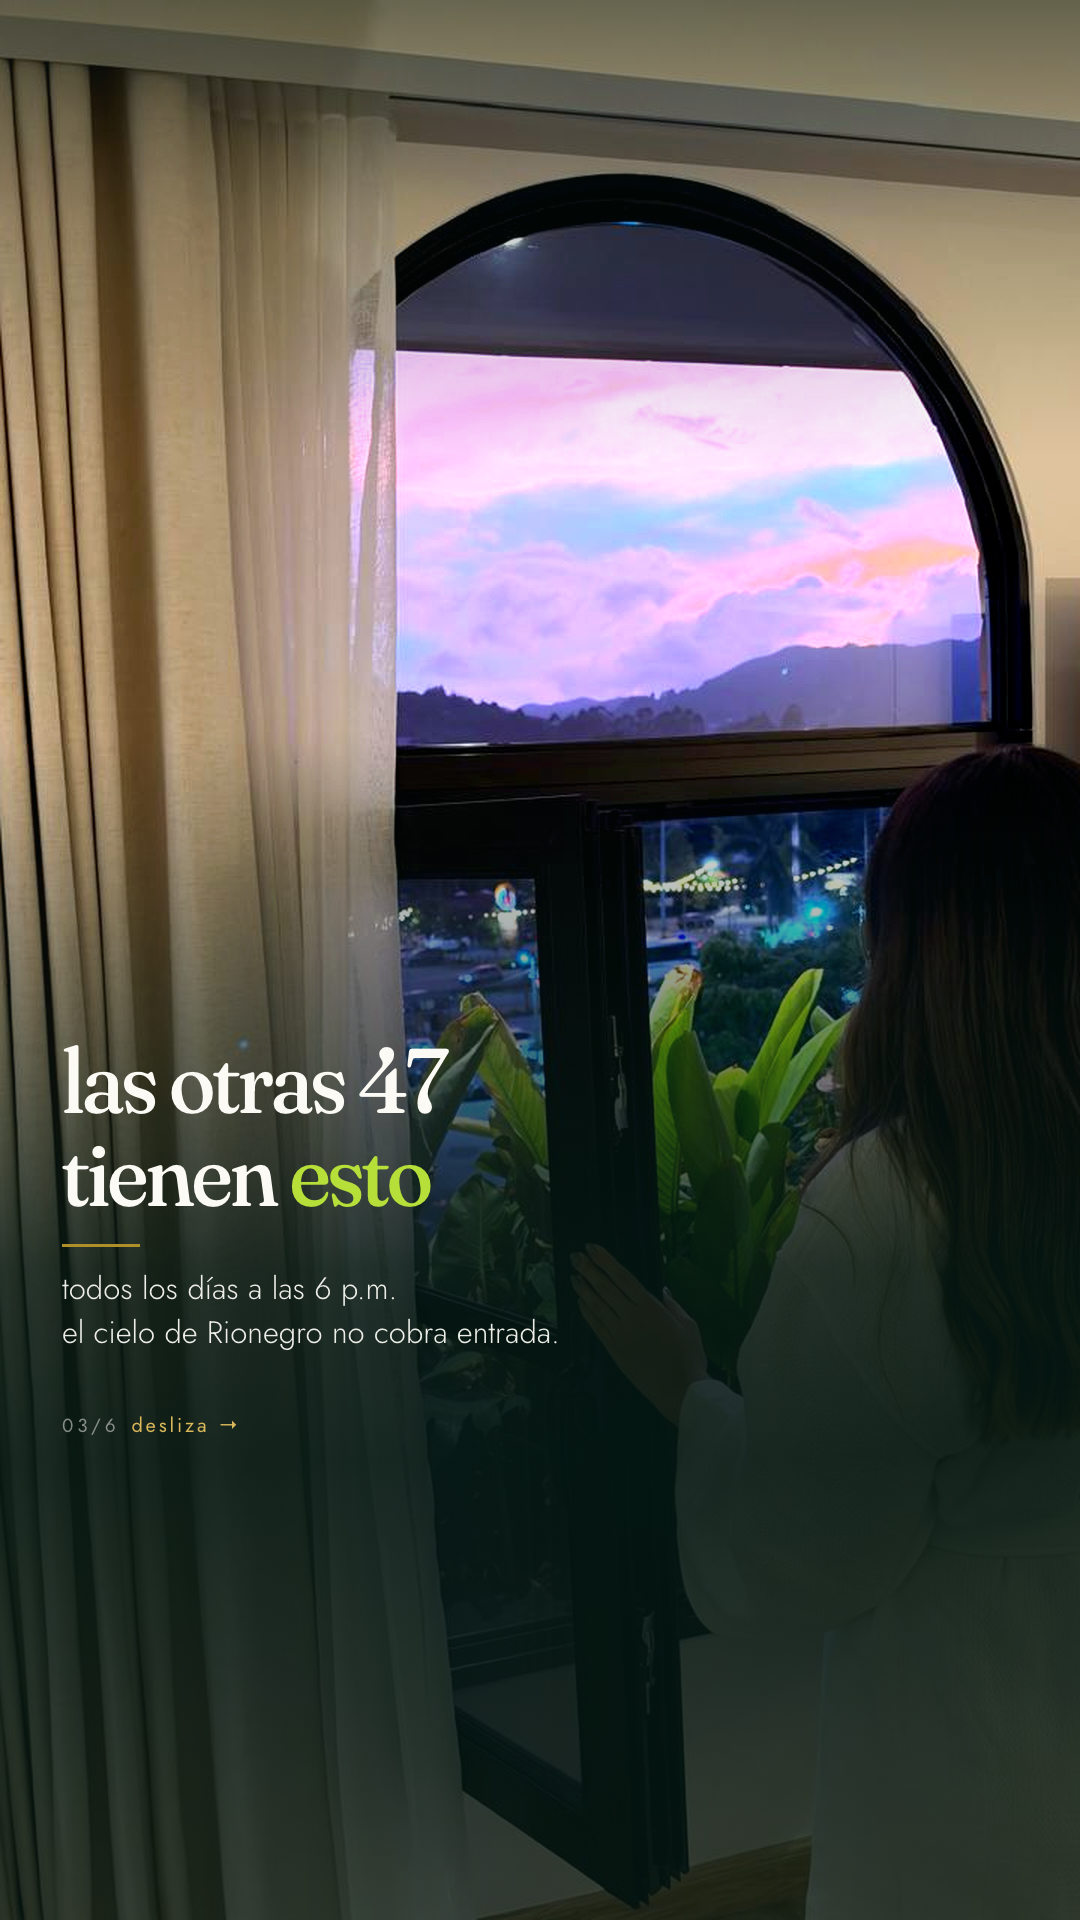 las otras 47
tienen esto
todos los días a las 6 p.m.
el cielo de Rionegro no cobra entrada.
03/6 desliza →